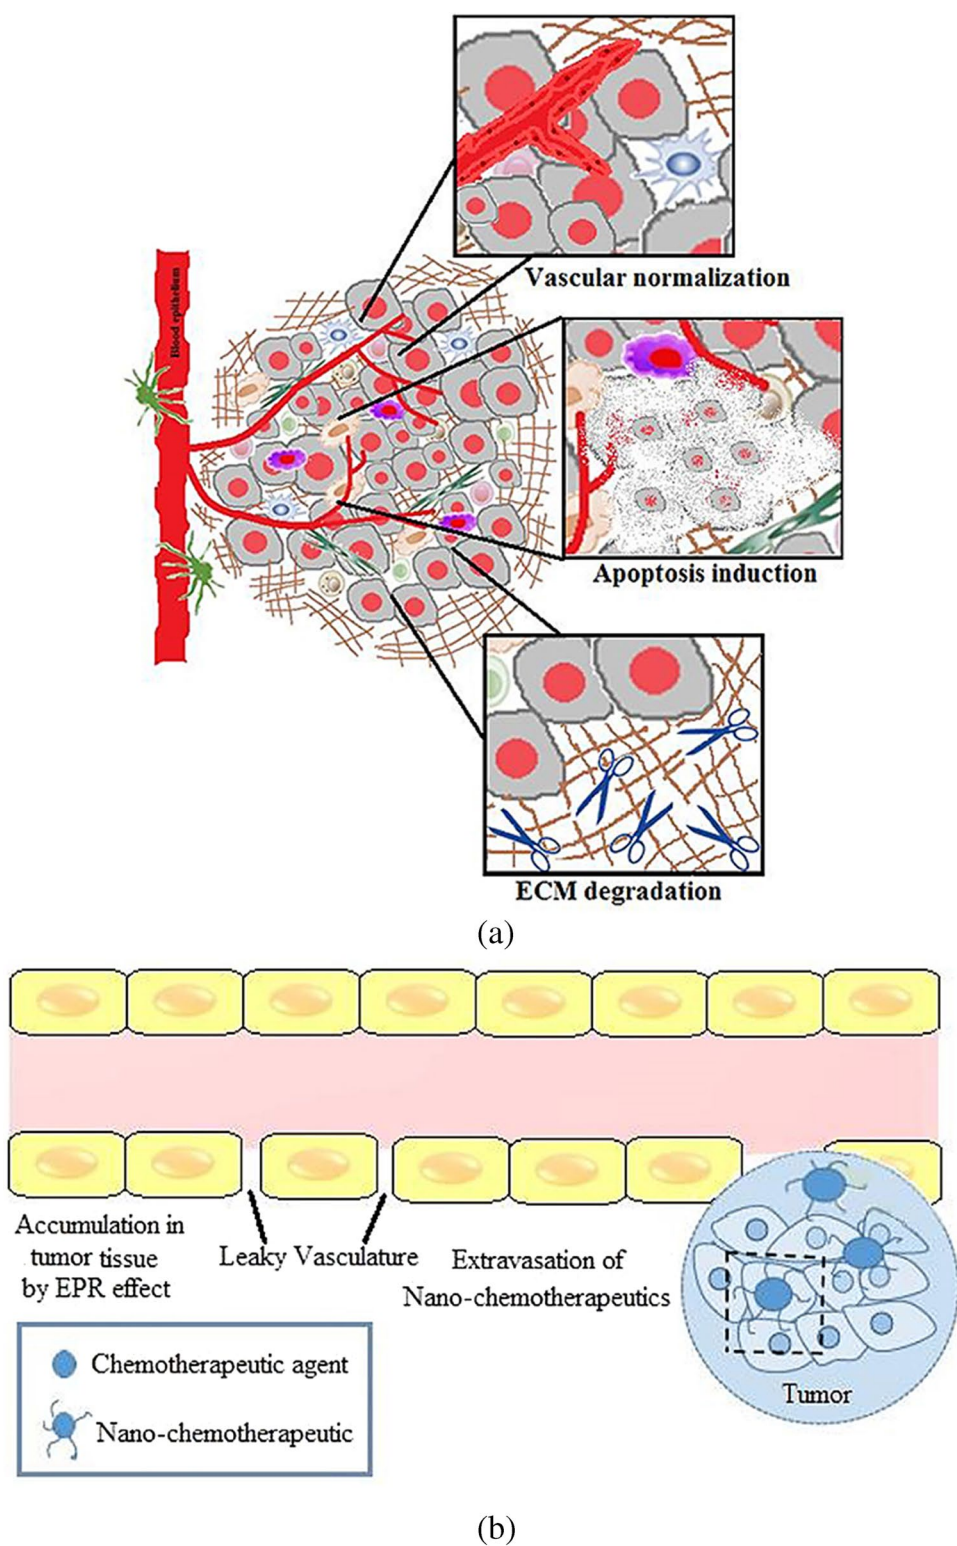 Vascular normalization
Blood epithelium
Apoptosis induction
ECM degradation
(a)
Accumulation in
tumor tissue
by EPR effect
Leaky Vasculature
Extravasation of
Nano-chemotherapeutics
Tumor
Chemotherapeutic agent
Nano-chemotherapeutic
(b)